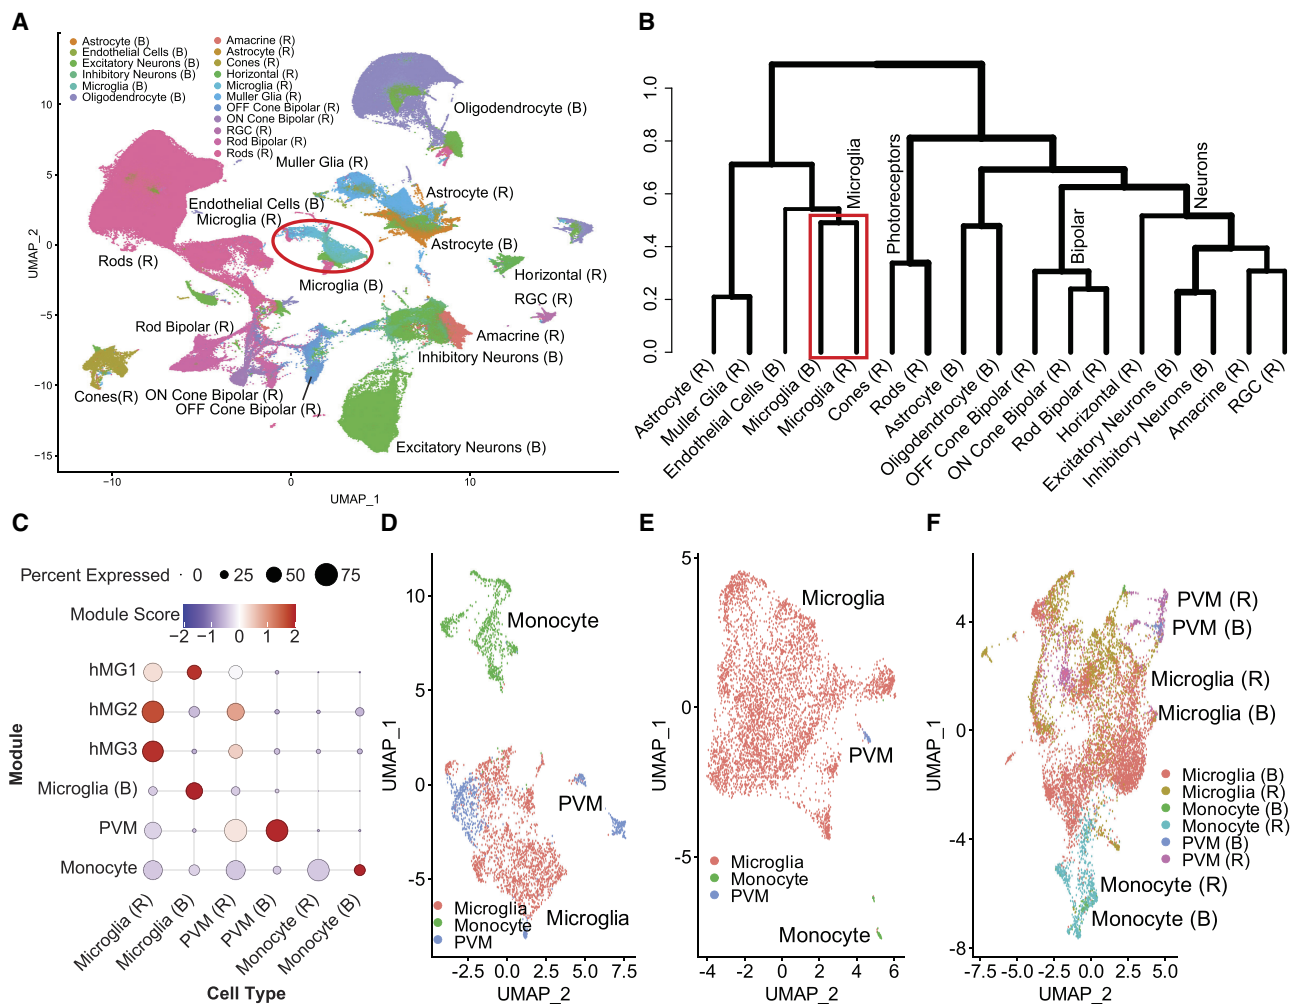 A
Astrocyte (B)
Endothelial Cells (B)
Excitatory Neurons (B)
Inhibitory Neurons (B)
Microglia (B)
Oligodendrocyte (B)
Amacrine (R)
Astrocyte (R)
Cones (R)
Horizontal (R)
Microglia (R)
Muller Glia (R)
OFF Cone Bipolar (R)
ON Cone Bipolar (R)
RGC (R)
Rod Bipolar (R)
Rods (R)
Oligodendrocyte (B)
Muller Glia (R)
Astrocyte (R)
Endothelial Cells (B)
Microglia (R)
Astrocyte (B)
Rods (R)
Horizontal (R)
Microglia (B)
RGC (R)
Rod Bipolar (R)
Amacrine (R)
Inhibitory Neurons (B)
Cones(R)
ON Cone Bipolar (R)
OFF Cone Bipolar (R)
Excitatory Neurons (B)
10
5
0
−5
−10
−15
UMAP_2
−10
0
10
UMAP_1
B
1.0
0.8
0.6
0.4
0.2
0.0
Microglia
Photoreceptors
Bipolar
Neurons
Astrocyte (R)
Muller Glia (R)
Endothelial Cells (B)
Microglia (B)
Microglia (R)
Cones (R)
Rods (R)
Astrocyte (B)
Oligodendrocyte (B)
OFF Cone Bipolar (R)
ON Cone Bipolar (R)
Rod Bipolar (R)
Horizontal (R)
Excitatory Neurons (B)
Inhibitory Neurons (B)
Amacrine (R)
RGC (R)
C
Percent Expressed 0 25 50 75
Module Score
−2 −1 0 1 2
Module
hMG1
hMG2
hMG3
Microglia (B)
PVM
Monocyte
Microglia (R)
Microglia (B)
PVM (R)
PVM (B)
Monocyte (R)
Monocyte (B)
Cell Type
D
10
5
0
-5
UMAP_1
Monocyte
PVM
Microglia
Microglia
Monocyte
PVM
-2.5 0.0 2.5 5.0 7.5
UMAP_2
E
5
0
-5
UMAP_1
Microglia
PVM
Microglia
Monocyte
PVM
Monocyte
-4 -2 0 2 4 6
UMAP_2
F
4
0
-4
-8
UMAP_1
PVM (R)
PVM (B)
Microglia (R)
Microglia (B)
Microglia (B)
Microglia (R)
Monocyte (B)
Monocyte (R)
PVM (B)
PVM (R)
Monocyte (R)
Monocyte (B)
-7.5 -5.0 -2.5 0.0 2.5 5.0
UMAP_2